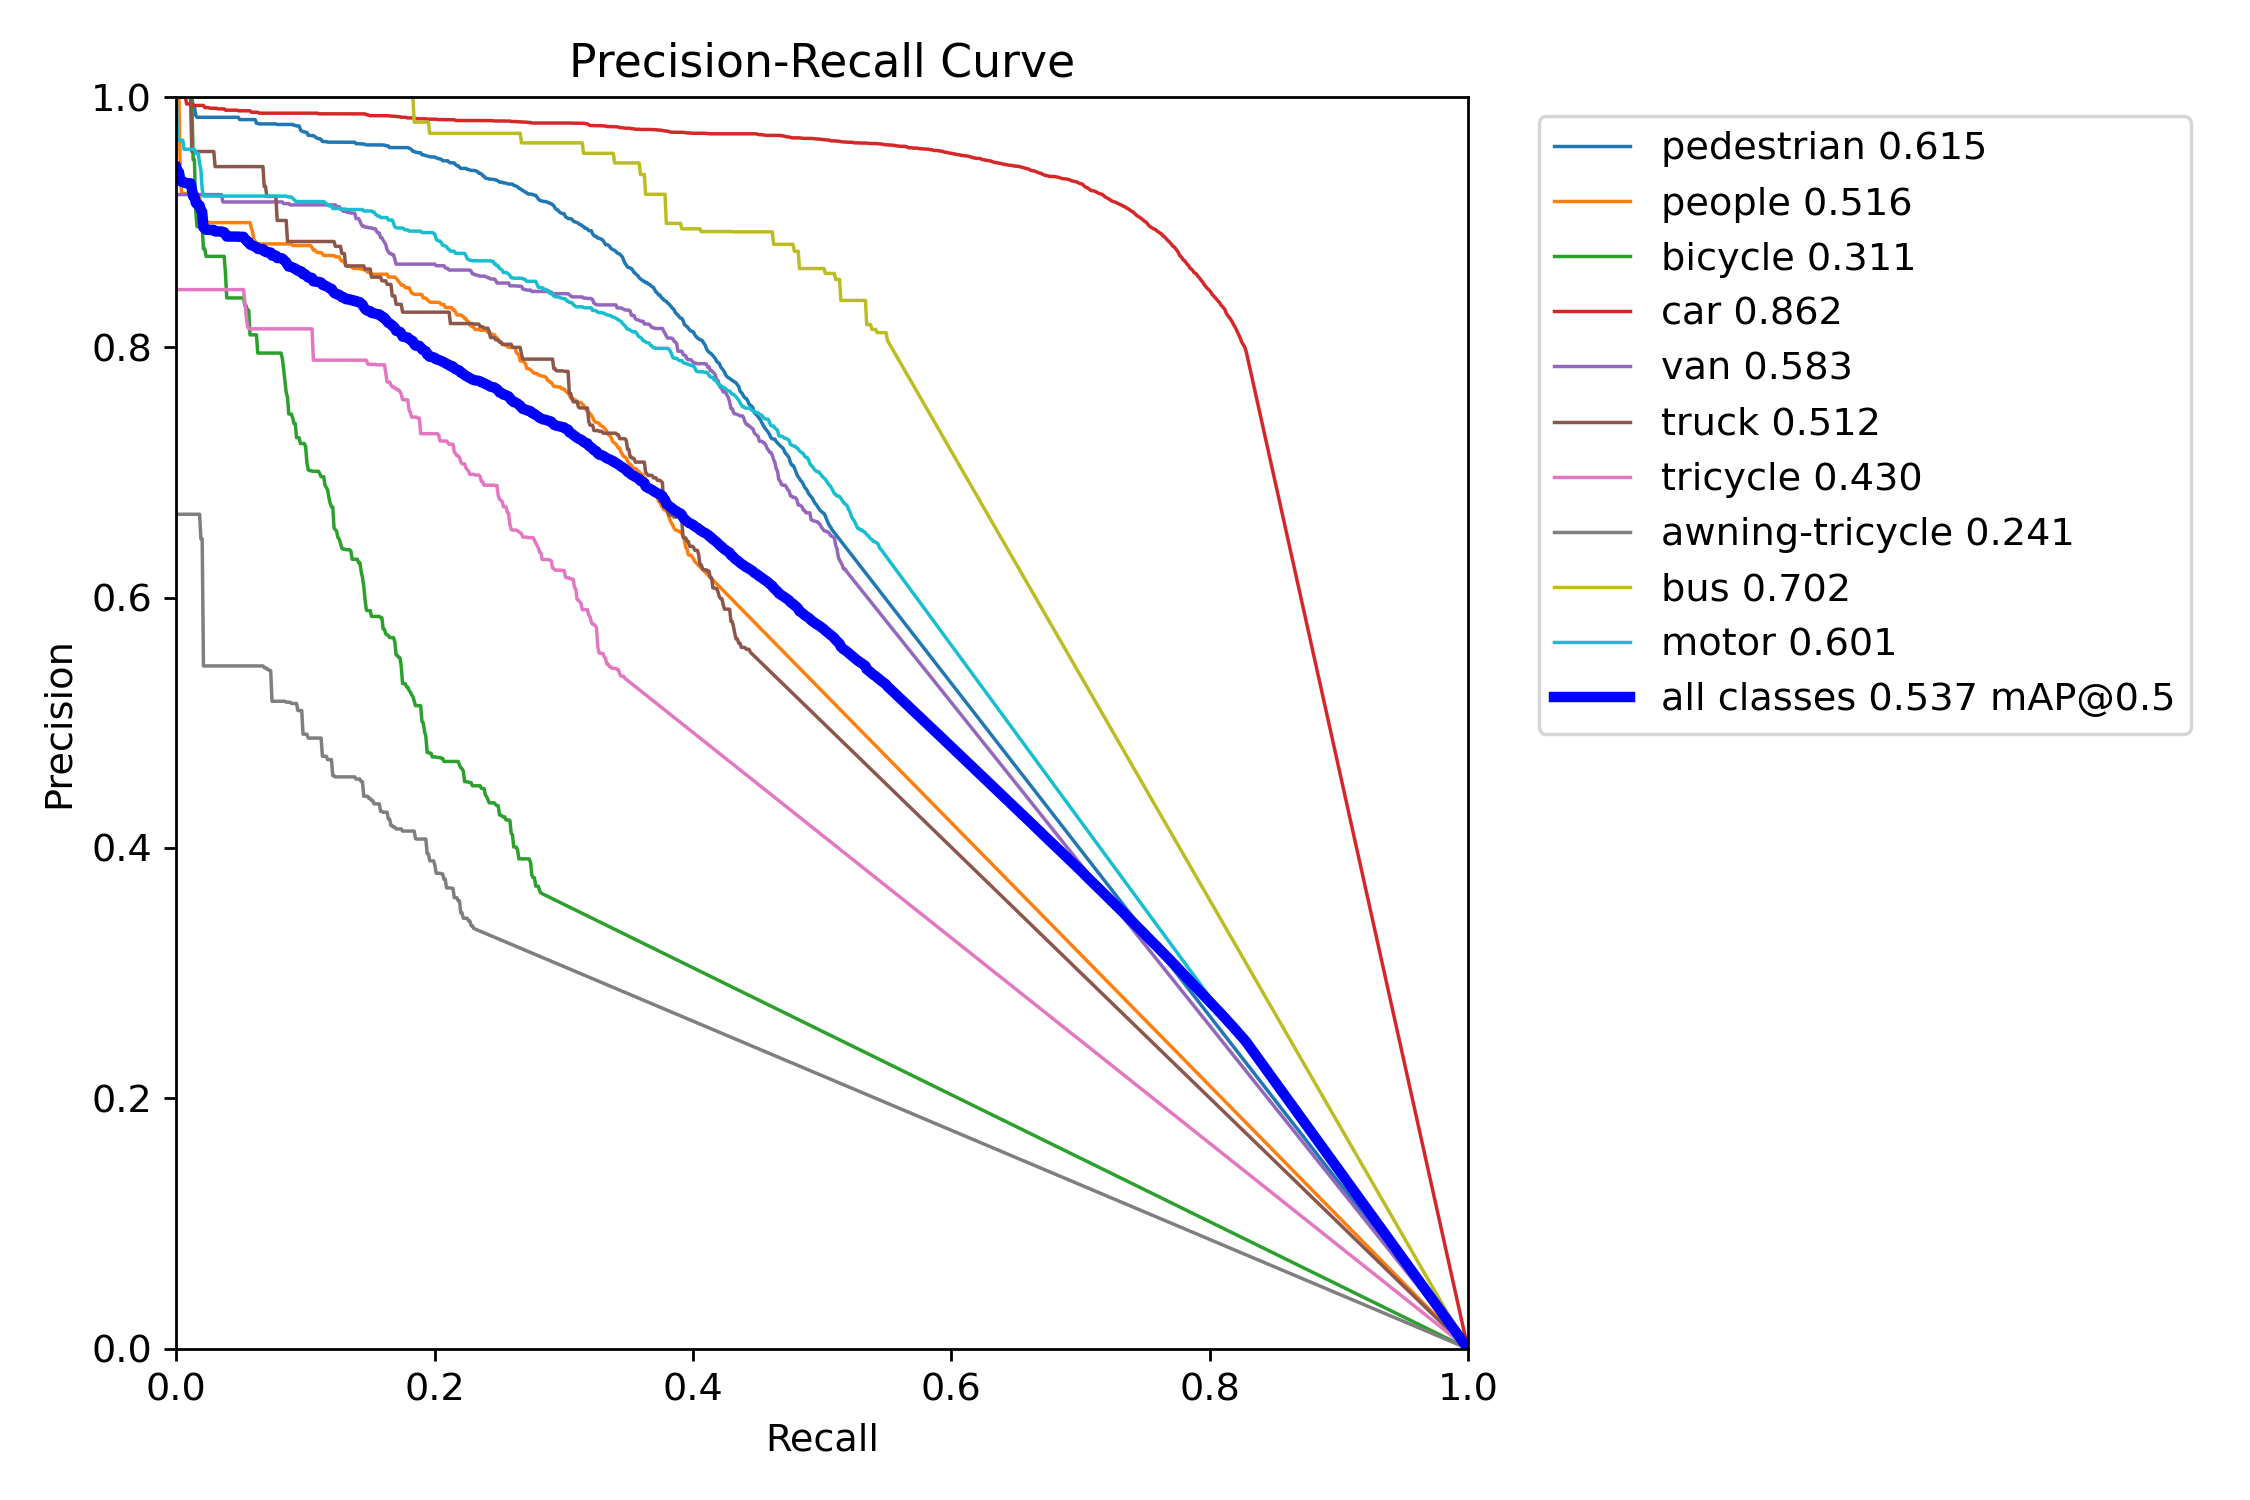 Precision-Recall Curve
1.0
0.8
0.6
0.4
0.2
0.0
Precision
0.0 0.2 0.4 0.6 0.8 1.0
Recall
pedestrian 0.615
people 0.516
bicycle 0.311
car 0.862
van 0.583
truck 0.512
tricycle 0.430
awning-tricycle 0.241
bus 0.702
motor 0.601
all classes 0.537 mAP@0.5